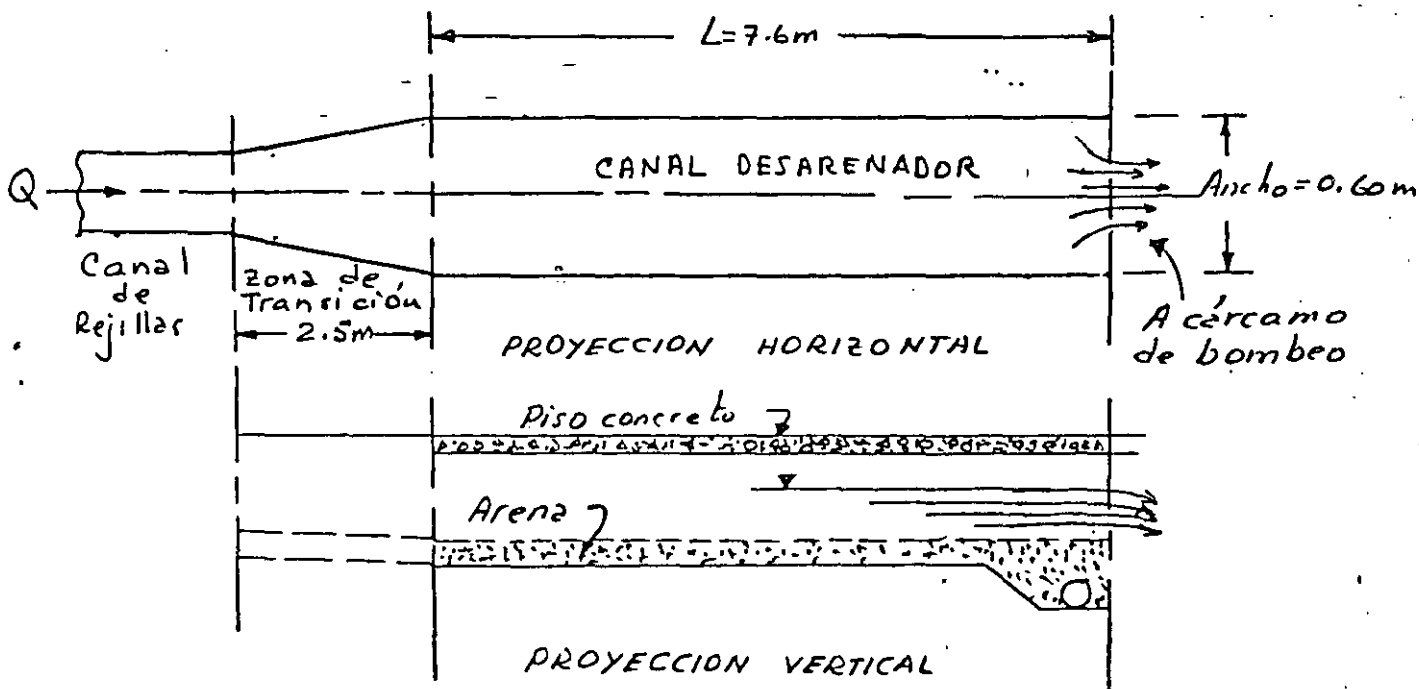 L=7.6m
CANAL DESARENADOR
Q
Ancho=0.60m
Canal
de
Rejillas
Zona de
Transición
2.5m
A cárcamo
de bombeo
PROYECCION HORIZONTAL
Piso concreto
Arena
PROYECCION VERTICAL